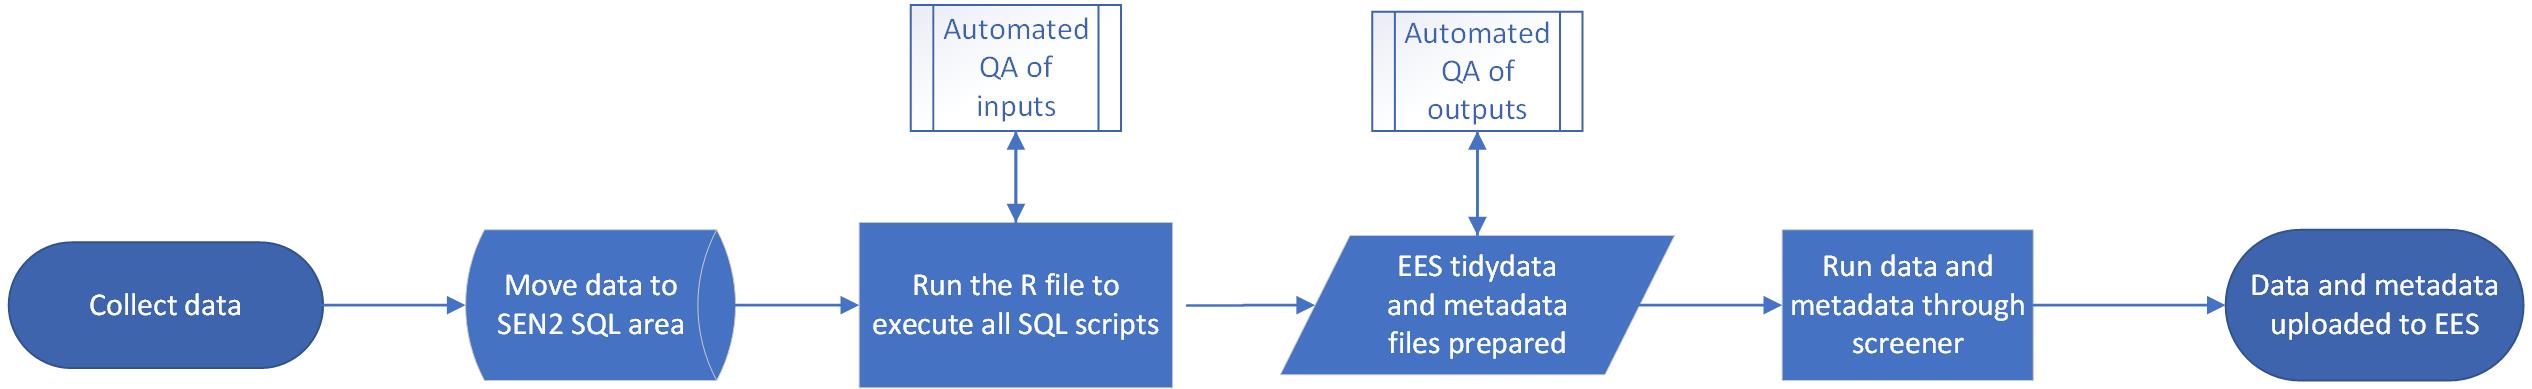 Automated
QA of
inputs
Automated
QA of
outputs
Collect data
Move data to
SEN2 SQL area
Run the R file to
execute all SQL scripts
EES tidydata
and metadata
files prepared
Run data and
metadata through
screener
Data and metadata
uploaded to EES